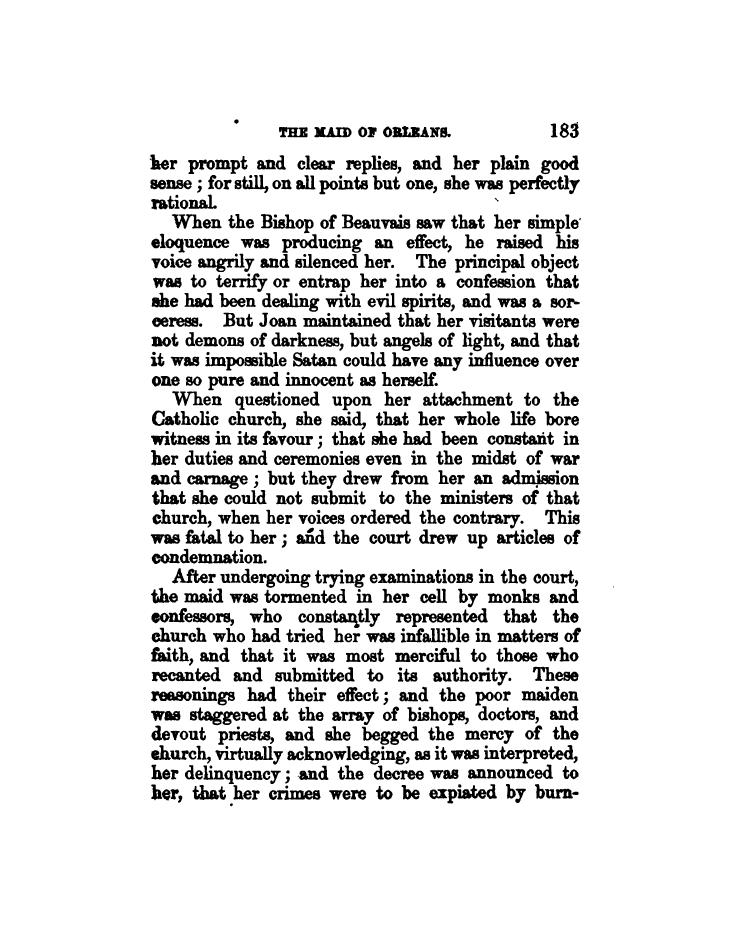 THE MAID OF ORLEANS. 183
her prompt and clear replies, and her plain good
sense ; for still, on all points but one, she was perfectly
rational.
When the Bishop of Beauvais saw that her simple
eloquence was producing an effect, he raised his
voice angrily and silenced her. The principal object
was to terrify or entrap her into a confession that
she had been dealing with evil spirits, and was a sor-
ceress. But Joan maintained that her visitants were
not demons of darkness, but angels of light, and that
it was impossible Satan could have any influence over
one so pure and innocent as herself.
When questioned upon her attachment to the
Catholic church, she said, that her whole life bore
witness in its favour ; that she had been constant in
her duties and ceremonies even in the midst of war
and carnage ; but they drew from her an admission
that she could not submit to the ministers of that
church, when her voices ordered the contrary. This
was fatal to her ; and the court drew up articles of
condemnation.
After undergoing trying examinations in the court,
the maid was tormented in her cell by monks and
confessors, who constantly represented that the
church who had tried her was infallible in matters of
faith, and that it was most merciful to those who
recanted and submitted to its authority. These
reasonings had their effect ; and the poor maiden
was staggered at the array of bishops, doctors, and
devout priests, and she begged the mercy of the
church, virtually acknowledging, as it was interpreted,
her delinquency ; and the decree was announced to
her, that her crimes were to be expiated by burn-